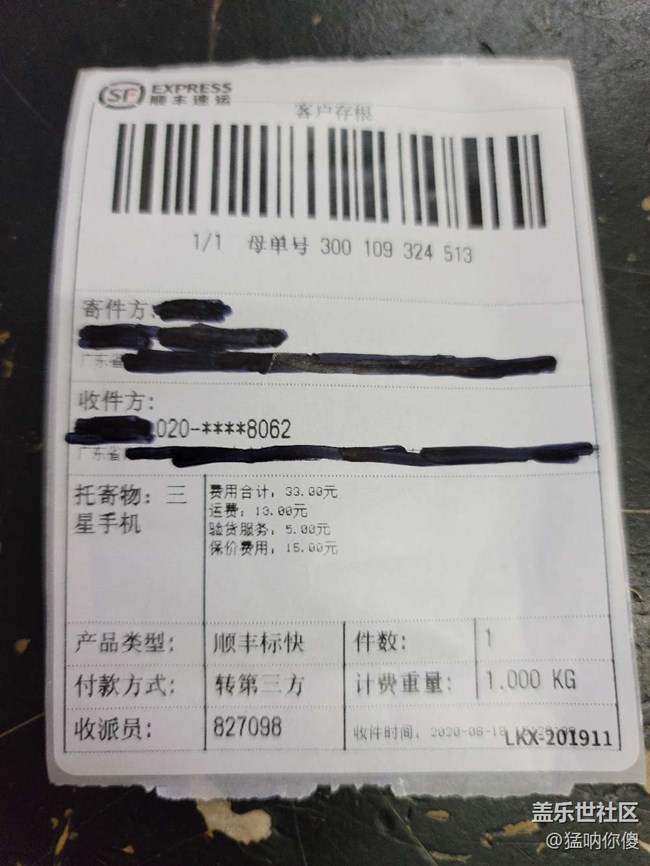 SF EXPRESS
顺丰速运
客户存根
1/1 母单号 300 109 324 513
寄件方:
广东省
收件方:
020-****8062
广东省
托寄物: 三
星手机
费用合计: 33.00元
运费: 13.00元
验货服务: 5.00元
保价费用: 15.00元
产品类型: 顺丰标快 件数: 1
付款方式: 转第三方 计费重量: 1.000 KG
收派员: 827098 收件时间: 2020-08-18
LKX-201911
盖乐世社区
@猛呐你傻